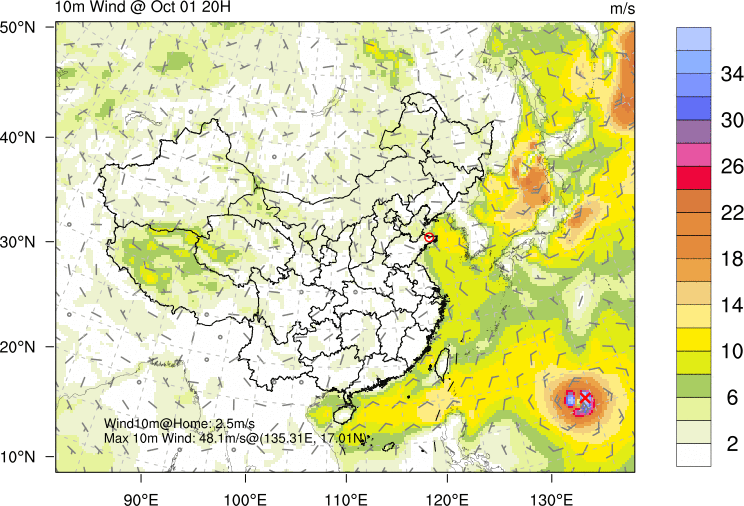 10m Wind @ Oct 01 20H
m/s
50°N
40°N
30°N
20°N
10°N
90°E
100°E
110°E
120°E
130°E
Wind10m@Home: 2.5m/s
Max 10m Wind: 48.1m/s@(135.31E, 17.01N)
34
30
26
22
18
14
10
6
2